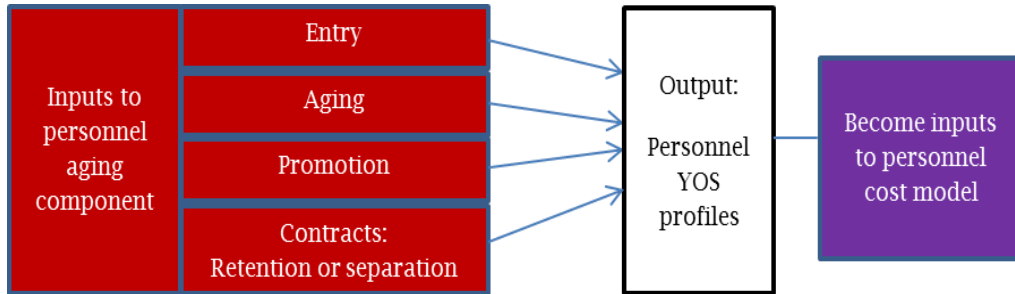 Inputs to
personnel
aging
component
Entry
Aging
Promotion
Contracts:
Retention or separation
Output:
Personnel
YOS
profiles
Become inputs
to personnel
cost model